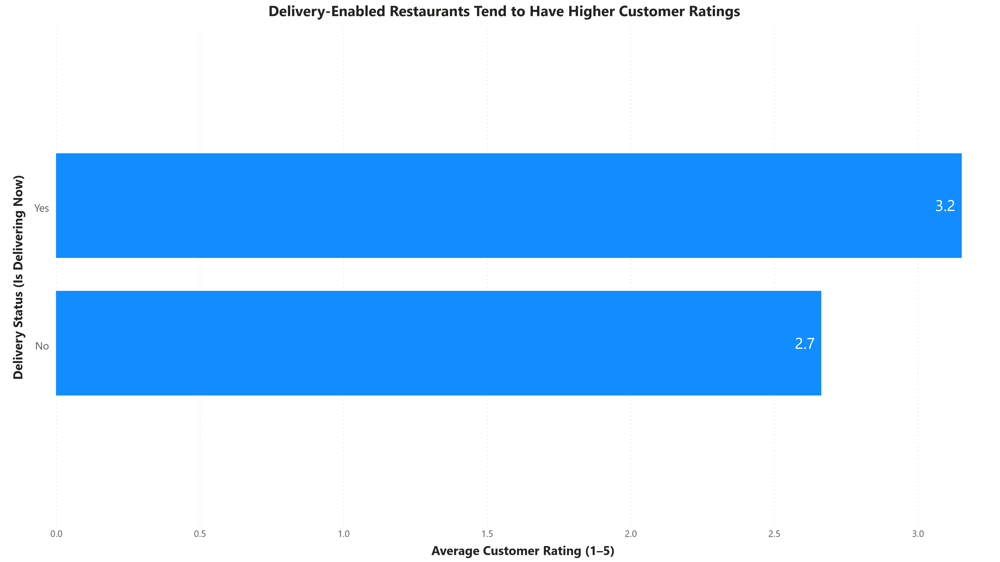 Delivery-Enabled Restaurants Tend to Have Higher Customer Ratings
Delivery Status (Is Delivering Now)
Yes
3.2
No
2.7
0.0 0.5 1.0 1.5 2.0 2.5 3.0
Average Customer Rating (1–5)